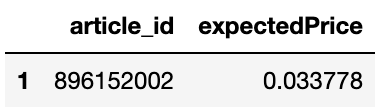 article_id expectedPrice
1 896152002 0.033778